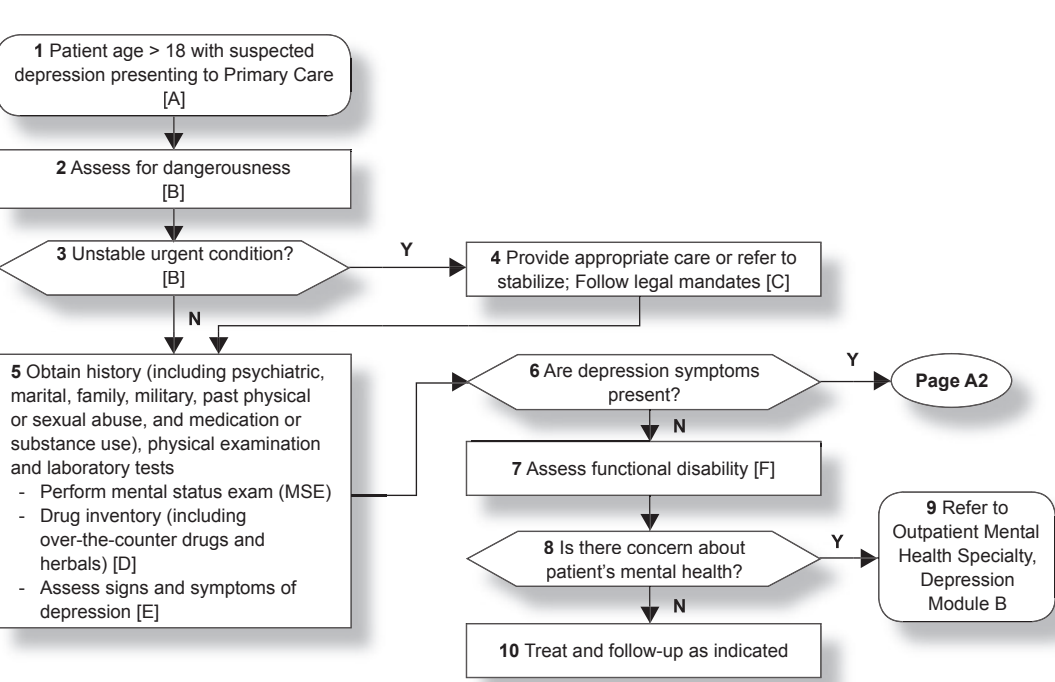 1 Patient age > 18 with suspected
depression presenting to Primary Care
[A]
2 Assess for dangerousness
[B]
3 Unstable urgent condition?
[B]
Y
4 Provide appropriate care or refer to
stabilize; Follow legal mandates [C]
N
5 Obtain history (including psychiatric,
marital, family, military, past physical
or sexual abuse, and medication or
substance use), physical examination
and laboratory tests
- Perform mental status exam (MSE)
- Drug inventory (including
over-the-counter drugs and
herbals) [D]
- Assess signs and symptoms of
depression [E]
6 Are depression symptoms
present?
Y
Page A2
N
7 Assess functional disability [F]
8 Is there concern about
patient's mental health?
Y
9 Refer to
Outpatient Mental
Health Specialty,
Depression
Module B
N
10 Treat and follow-up as indicated